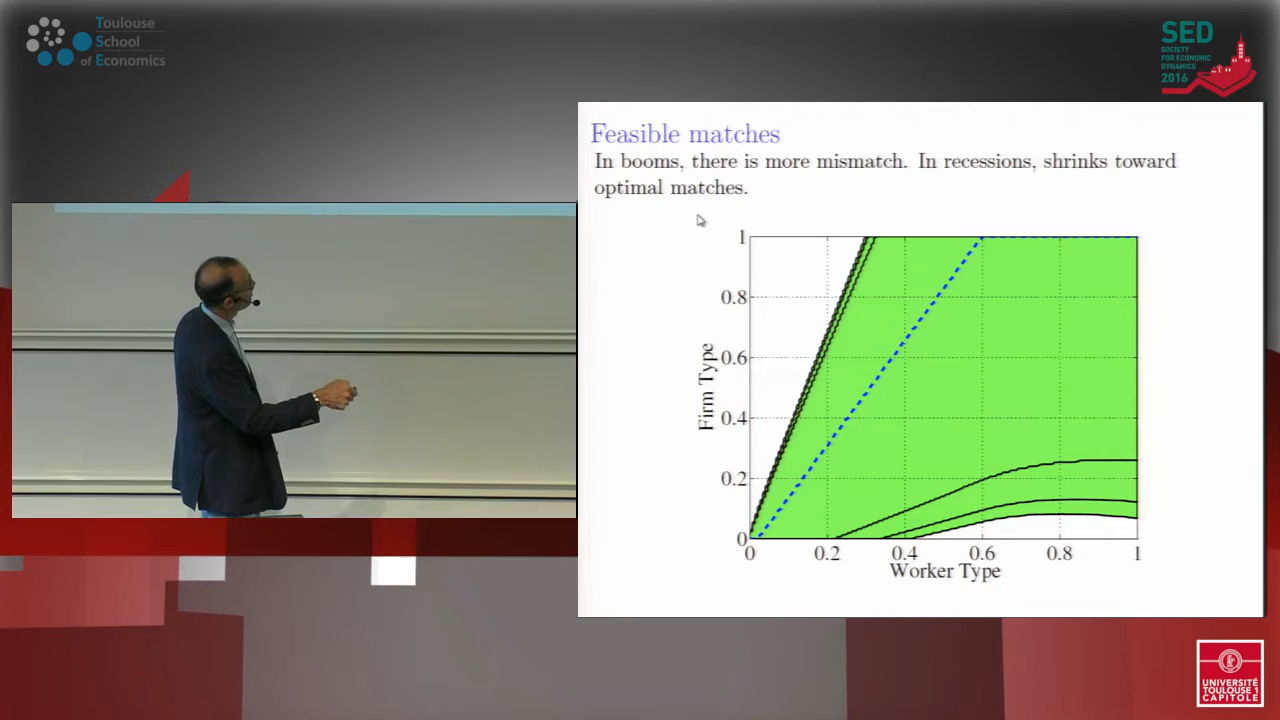 Toulouse
School
of Economics
SED
SOCIETY
FOR ECONOMIC
DYNAMICS
2016
Feasible matches
In booms, there is more mismatch. In recessions, shrinks toward
optimal matches.
1
0.8
0.6
0.4
0.2
0
Firm Type
0 0.2 0.4 0.6 0.8 1
Worker Type
UNIVERSITÉ
TOULOUSE 1
CAPITOLE